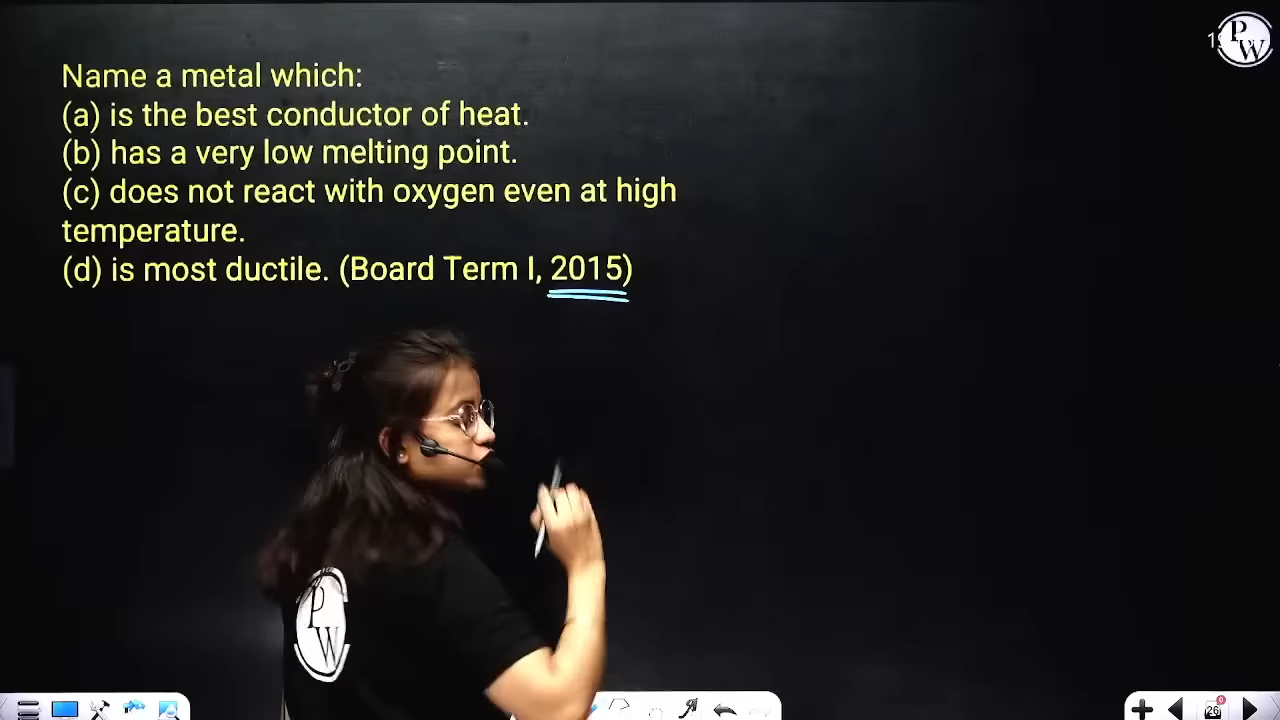 Name a metal which:
(a) is the best conductor of heat.
(b) has a very low melting point.
(c) does not react with oxygen even at high
temperature.
(d) is most ductile. (Board Term I, 2015)
P
W
P
W
26